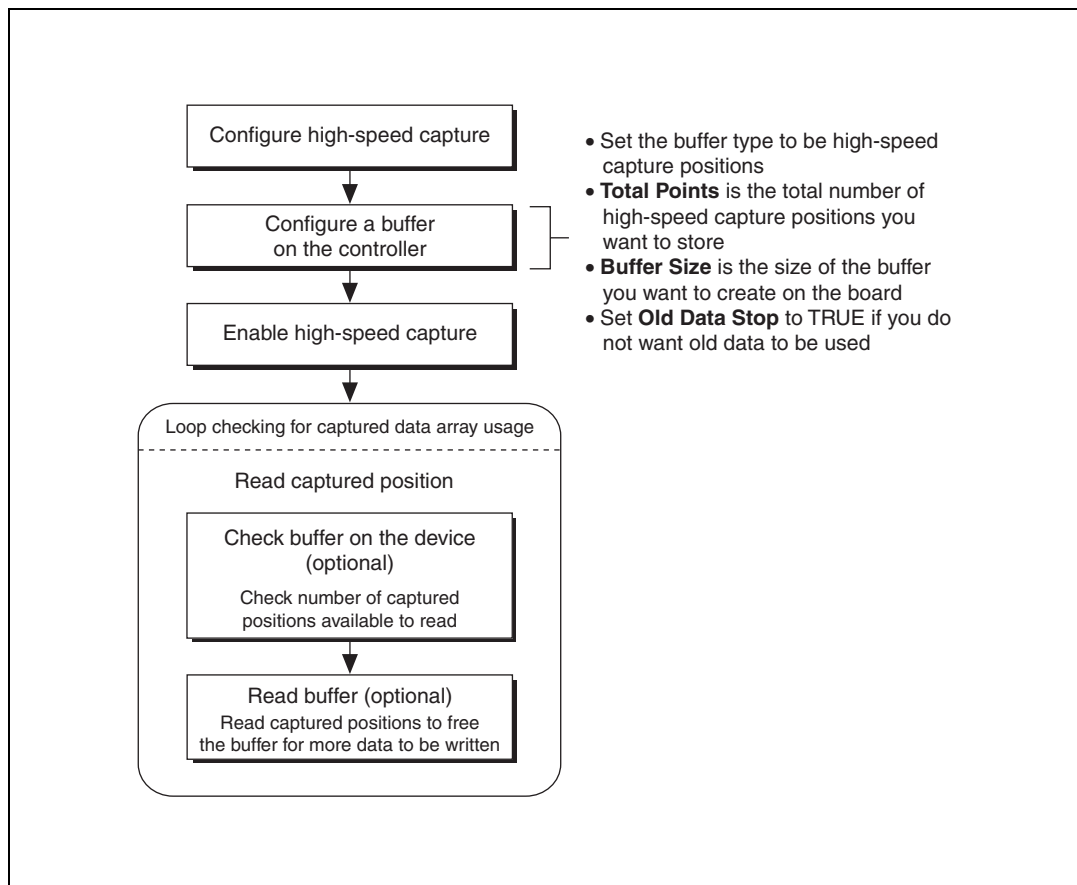 Configure high-speed capture
Configure a buffer
on the controller
Enable high-speed capture
• Set the buffer type to be high-speed
capture positions
• Total Points is the total number of
high-speed capture positions you
want to store
• Buffer Size is the size of the buffer
you want to create on the board
• Set Old Data Stop to TRUE if you do
not want old data to be used
Loop checking for captured data array usage
Read captured position
Check buffer on the device
(optional)
Check number of captured
positions available to read
Read buffer (optional)
Read captured positions to free
the buffer for more data to be written